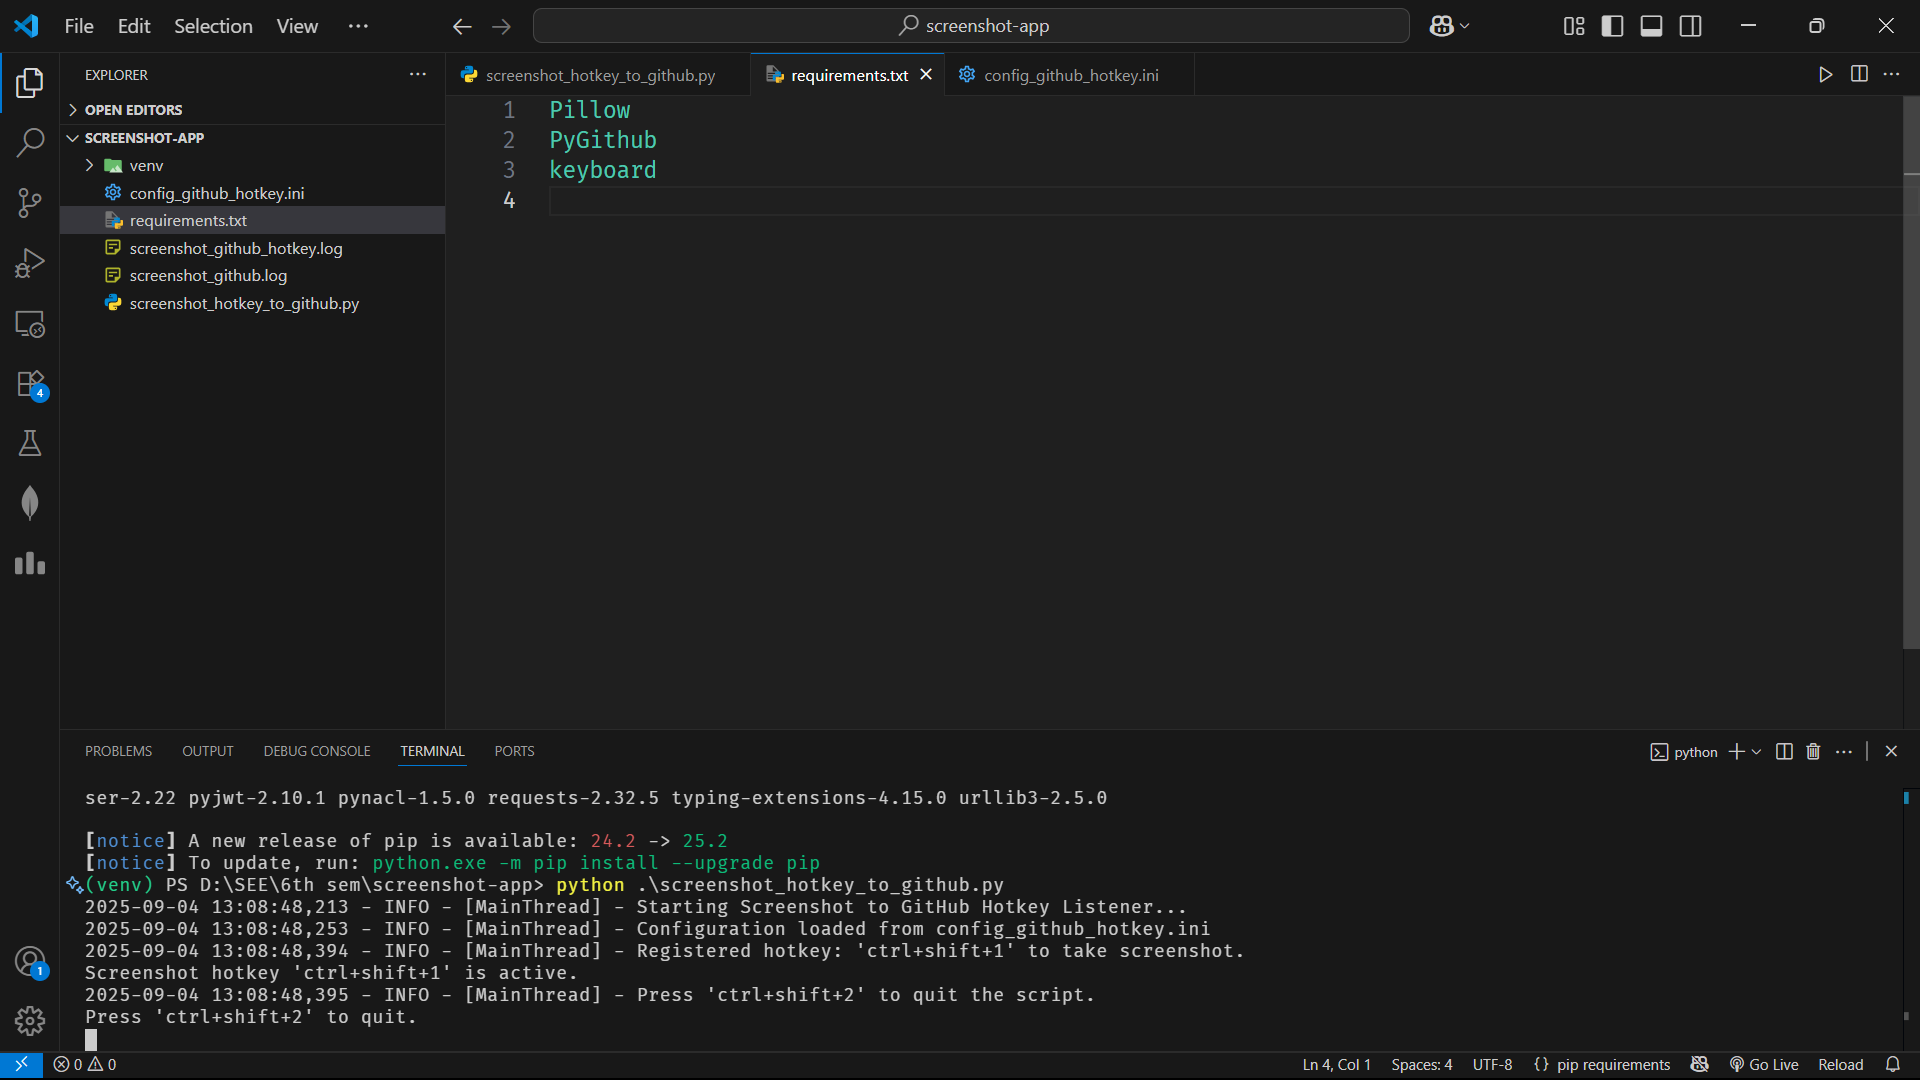 File Edit Selection View ···
screenshot-app
EXPLORER
OPEN EDITORS
SCREENSHOT-APP
venv
config_github_hotkey.ini
requirements.txt
screenshot_github_hotkey.log
screenshot_github.log
screenshot_hotkey_to_github.py
4
1
screenshot_hotkey_to_github.py requirements.txt config_github_hotkey.ini
1 Pillow
2 PyGithub
3 keyboard
4
PROBLEMS OUTPUT DEBUG CONSOLE TERMINAL PORTS
python
ser-2.22 pyjwt-2.10.1 pynacl-1.5.0 requests-2.32.5 typing-extensions-4.15.0 urllib3-2.5.0
[notice] A new release of pip is available: 24.2 -> 25.2
[notice] To update, run: python.exe -m pip install --upgrade pip
(venv) PS D:\SEE\6th sem\screenshot-app> python .\screenshot_hotkey_to_github.py
2025-09-04 13:08:48,213 - INFO - [MainThread] - Starting Screenshot to GitHub Hotkey Listener...
2025-09-04 13:08:48,253 - INFO - [MainThread] - Configuration loaded from config_github_hotkey.ini
2025-09-04 13:08:48,394 - INFO - [MainThread] - Registered hotkey: 'ctrl+shift+1' to take screenshot.
Screenshot hotkey 'ctrl+shift+1' is active.
2025-09-04 13:08:48,395 - INFO - [MainThread] - Press 'ctrl+shift+2' to quit the script.
Press 'ctrl+shift+2' to quit.
0 0 Ln 4, Col 1 Spaces: 4 UTF-8 {} pip requirements Go Live Reload